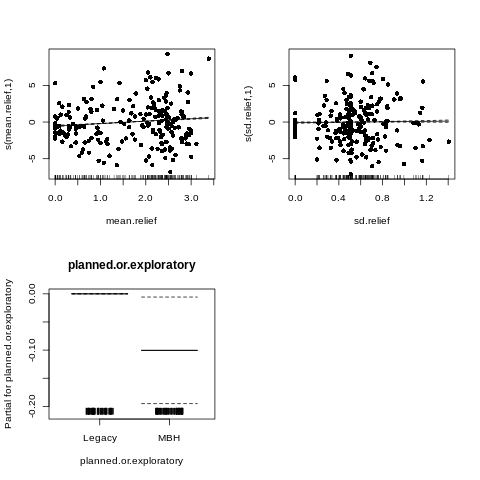 s(mean.relief,1)
5
0
-5
0.0 1.0 2.0 3.0
mean.relief
s(sd.relief,1)
5
0
-5
0.0 0.4 0.8 1.2
sd.relief
planned.or.exploratory
Partial for planned.or.exploratory
0.00
-0.10
-0.20
Legacy MBH
planned.or.exploratory